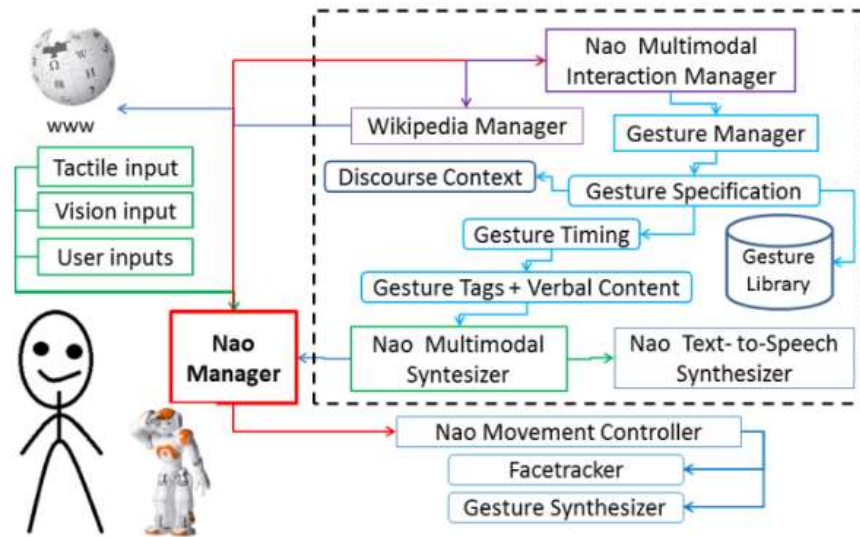 Nao Multimodal
Interaction Manager
www
Wikipedia Manager
Gesture Manager
Tactile input
Discourse Context
Gesture Specification
Vision input
Gesture Timing
User inputs
Gesture
Library
Gesture Tags + Verbal Content
Nao
Manager
Nao Multimodal
Syntesizer
Nao Text- to-Speech
Synthesizer
Nao Movement Controller
Facetracker
Gesture Synthesizer